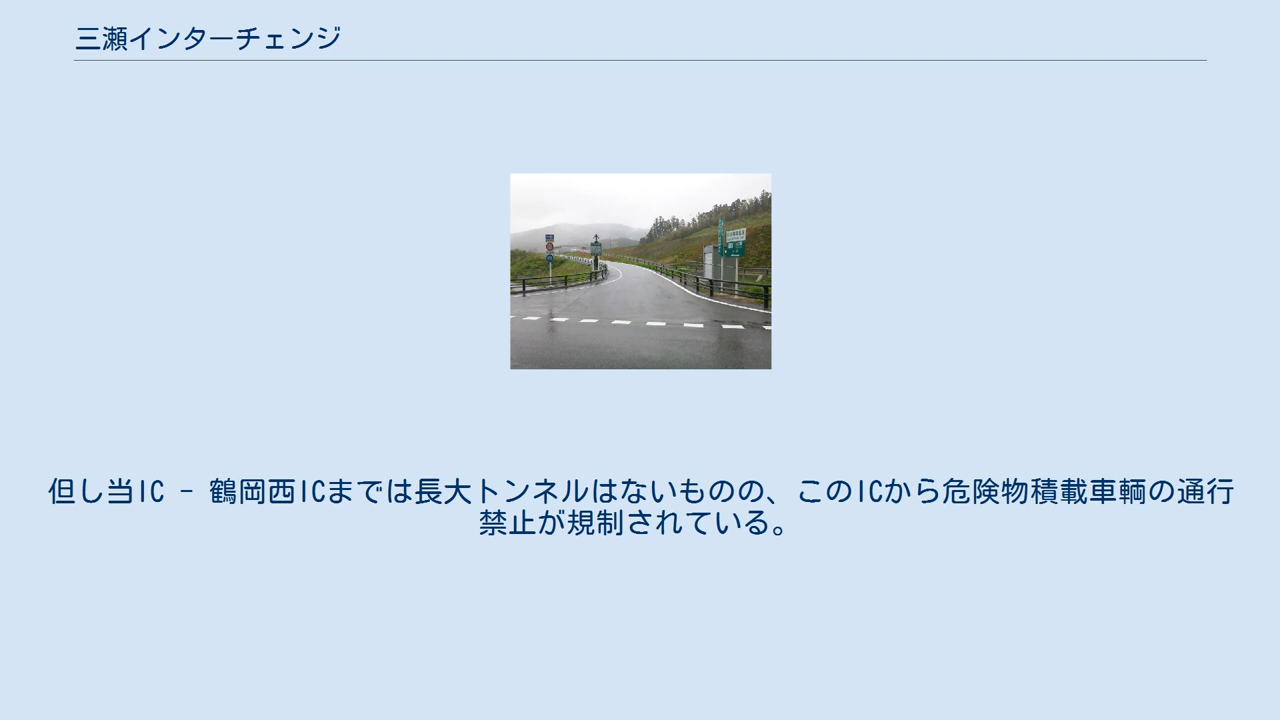 三瀬インターチェンジ
但し当IC - 鶴岡西ICまでは長大トンネルはないものの、このICから危険物積載車輌の通行
禁止が規制されている。